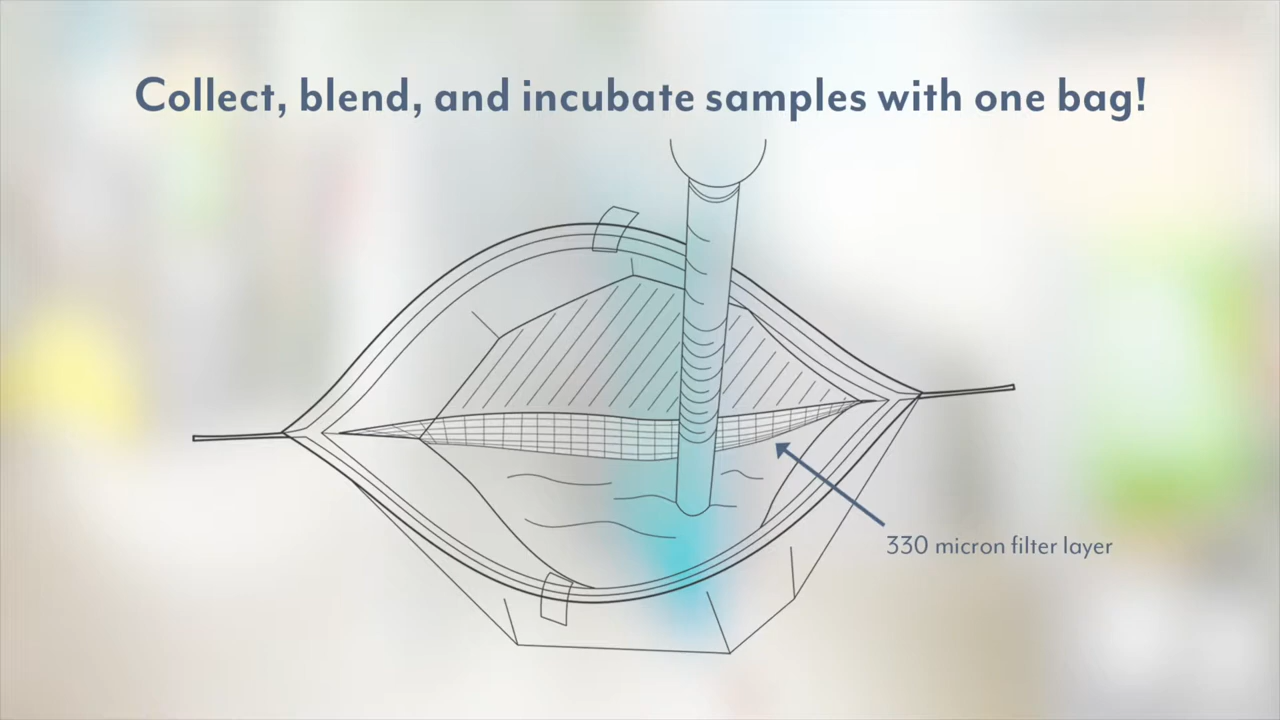 Collect, blend, and incubate samples with one bag!
330 micron filter layer